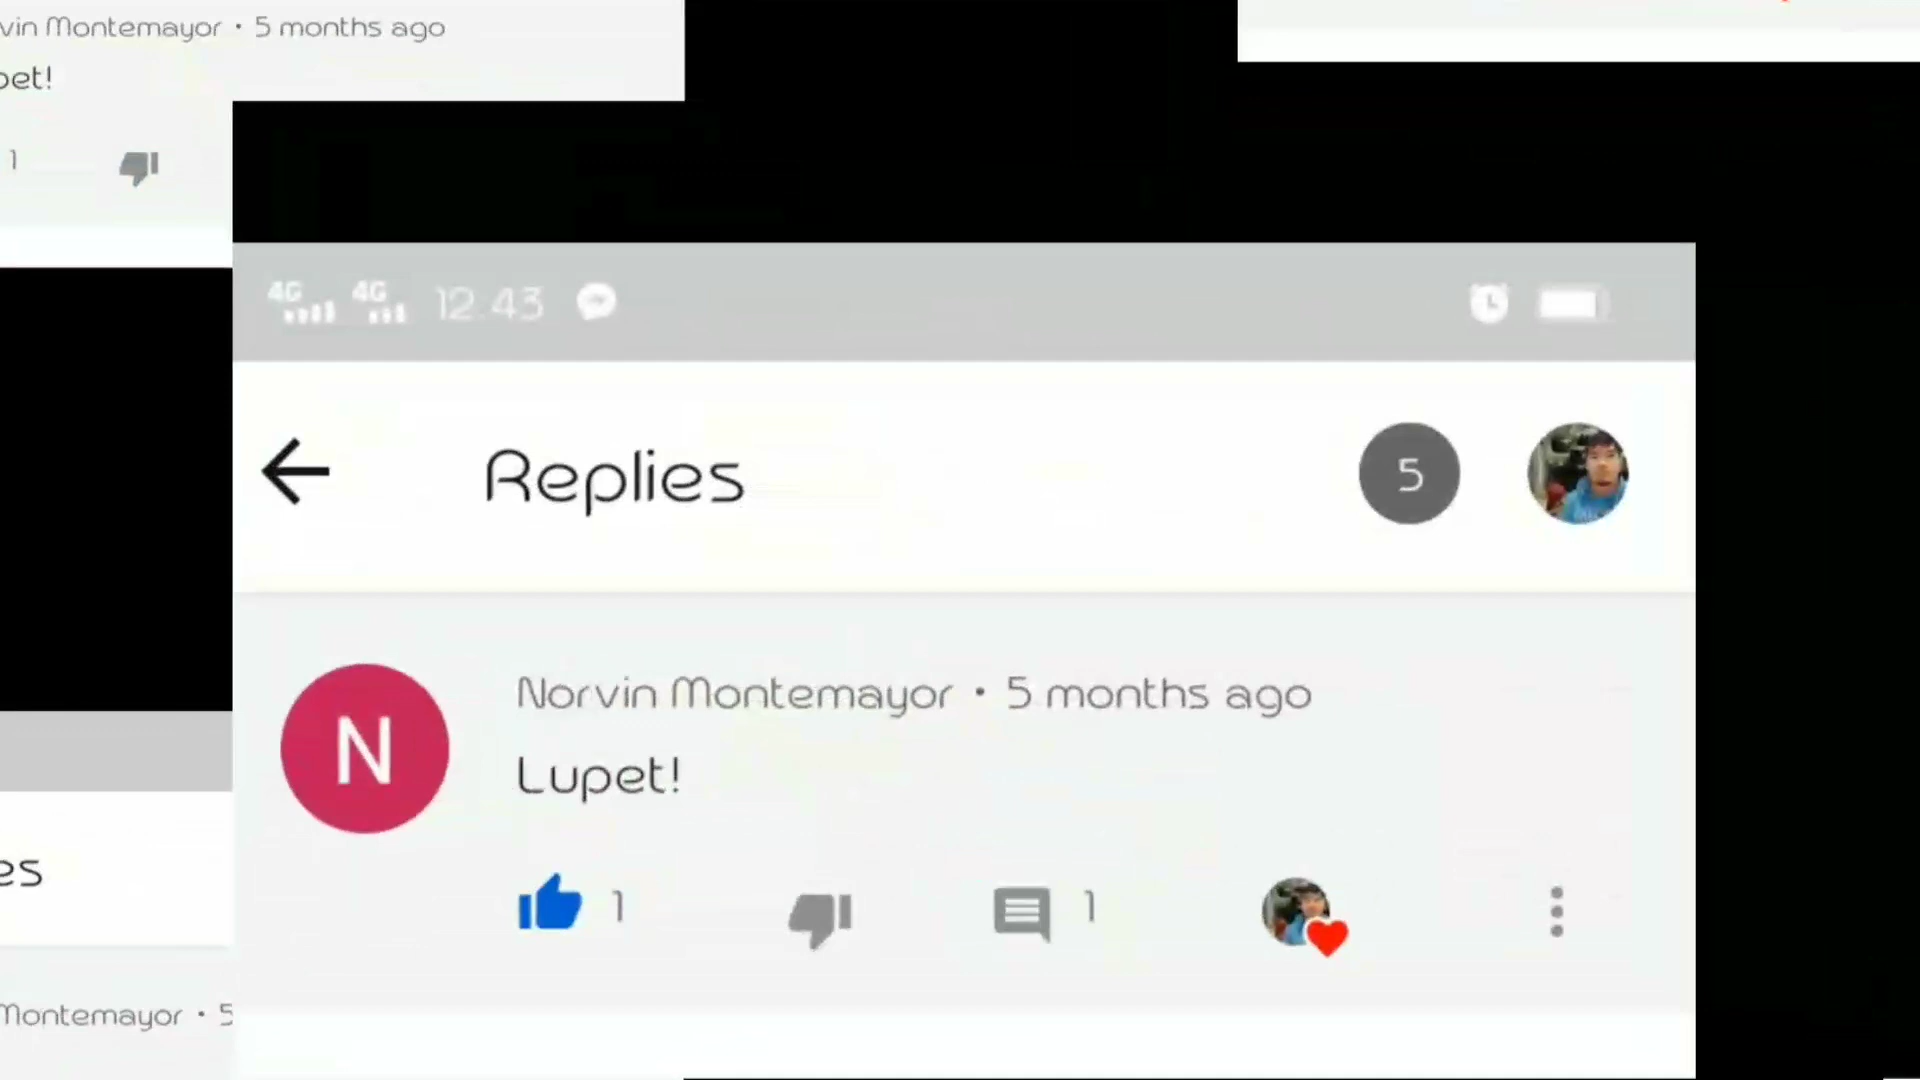 vin Montemayor • 5 months ago
pet!
1
4G 4G 12:43
Replies
5
N
Norvin Montemayor • 5 months ago
Lupet!
1 1
es
Montemayor • 5